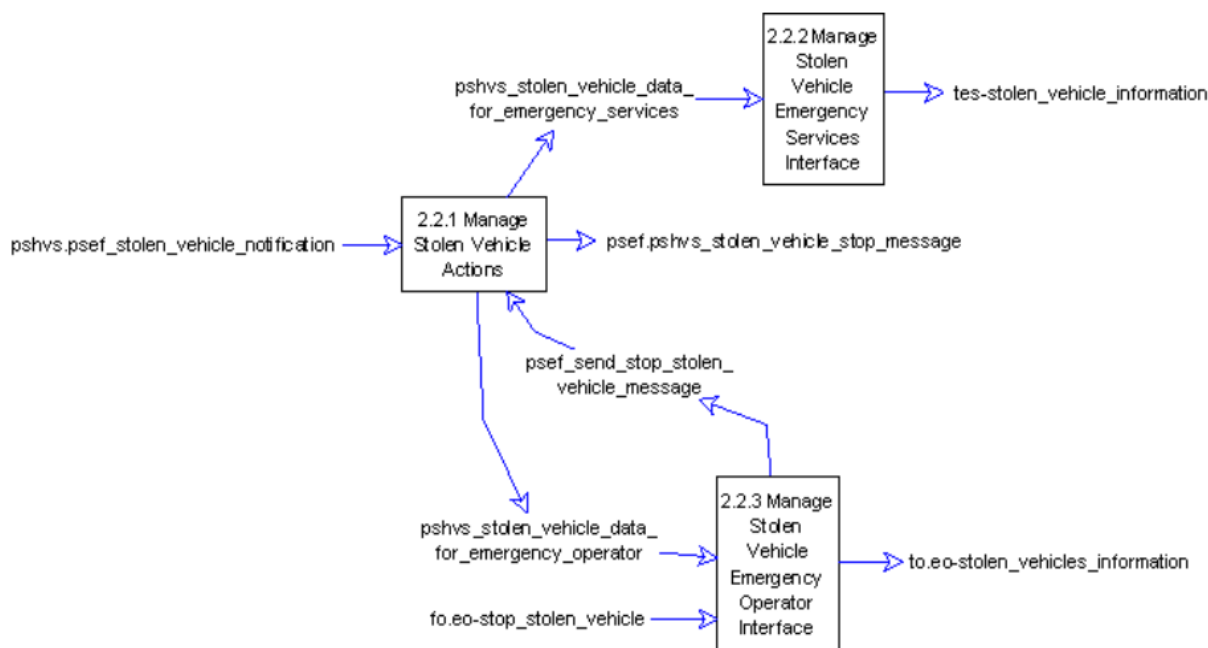 2.2.2 Manage
Stolen
Vehicle
Emergency
Services
Interface
pshvs_stolen_vehicle_data_
for_emergency_services
tes-stolen_vehicle_information
2.2.1 Manage
Stolen Vehicle
Actions
pshvs.psef_stolen_vehicle_notification
psef.pshvs_stolen_vehicle_stop_message
psef_send_stop_stolen_
vehicle_message
2.2.3 Manage
Stolen
Vehicle
Emergency
Operator
Interface
pshvs_stolen_vehicle_data_
for_emergency_operator
to.eo-stolen_vehicles_information
fo.eo-stop_stolen_vehicle